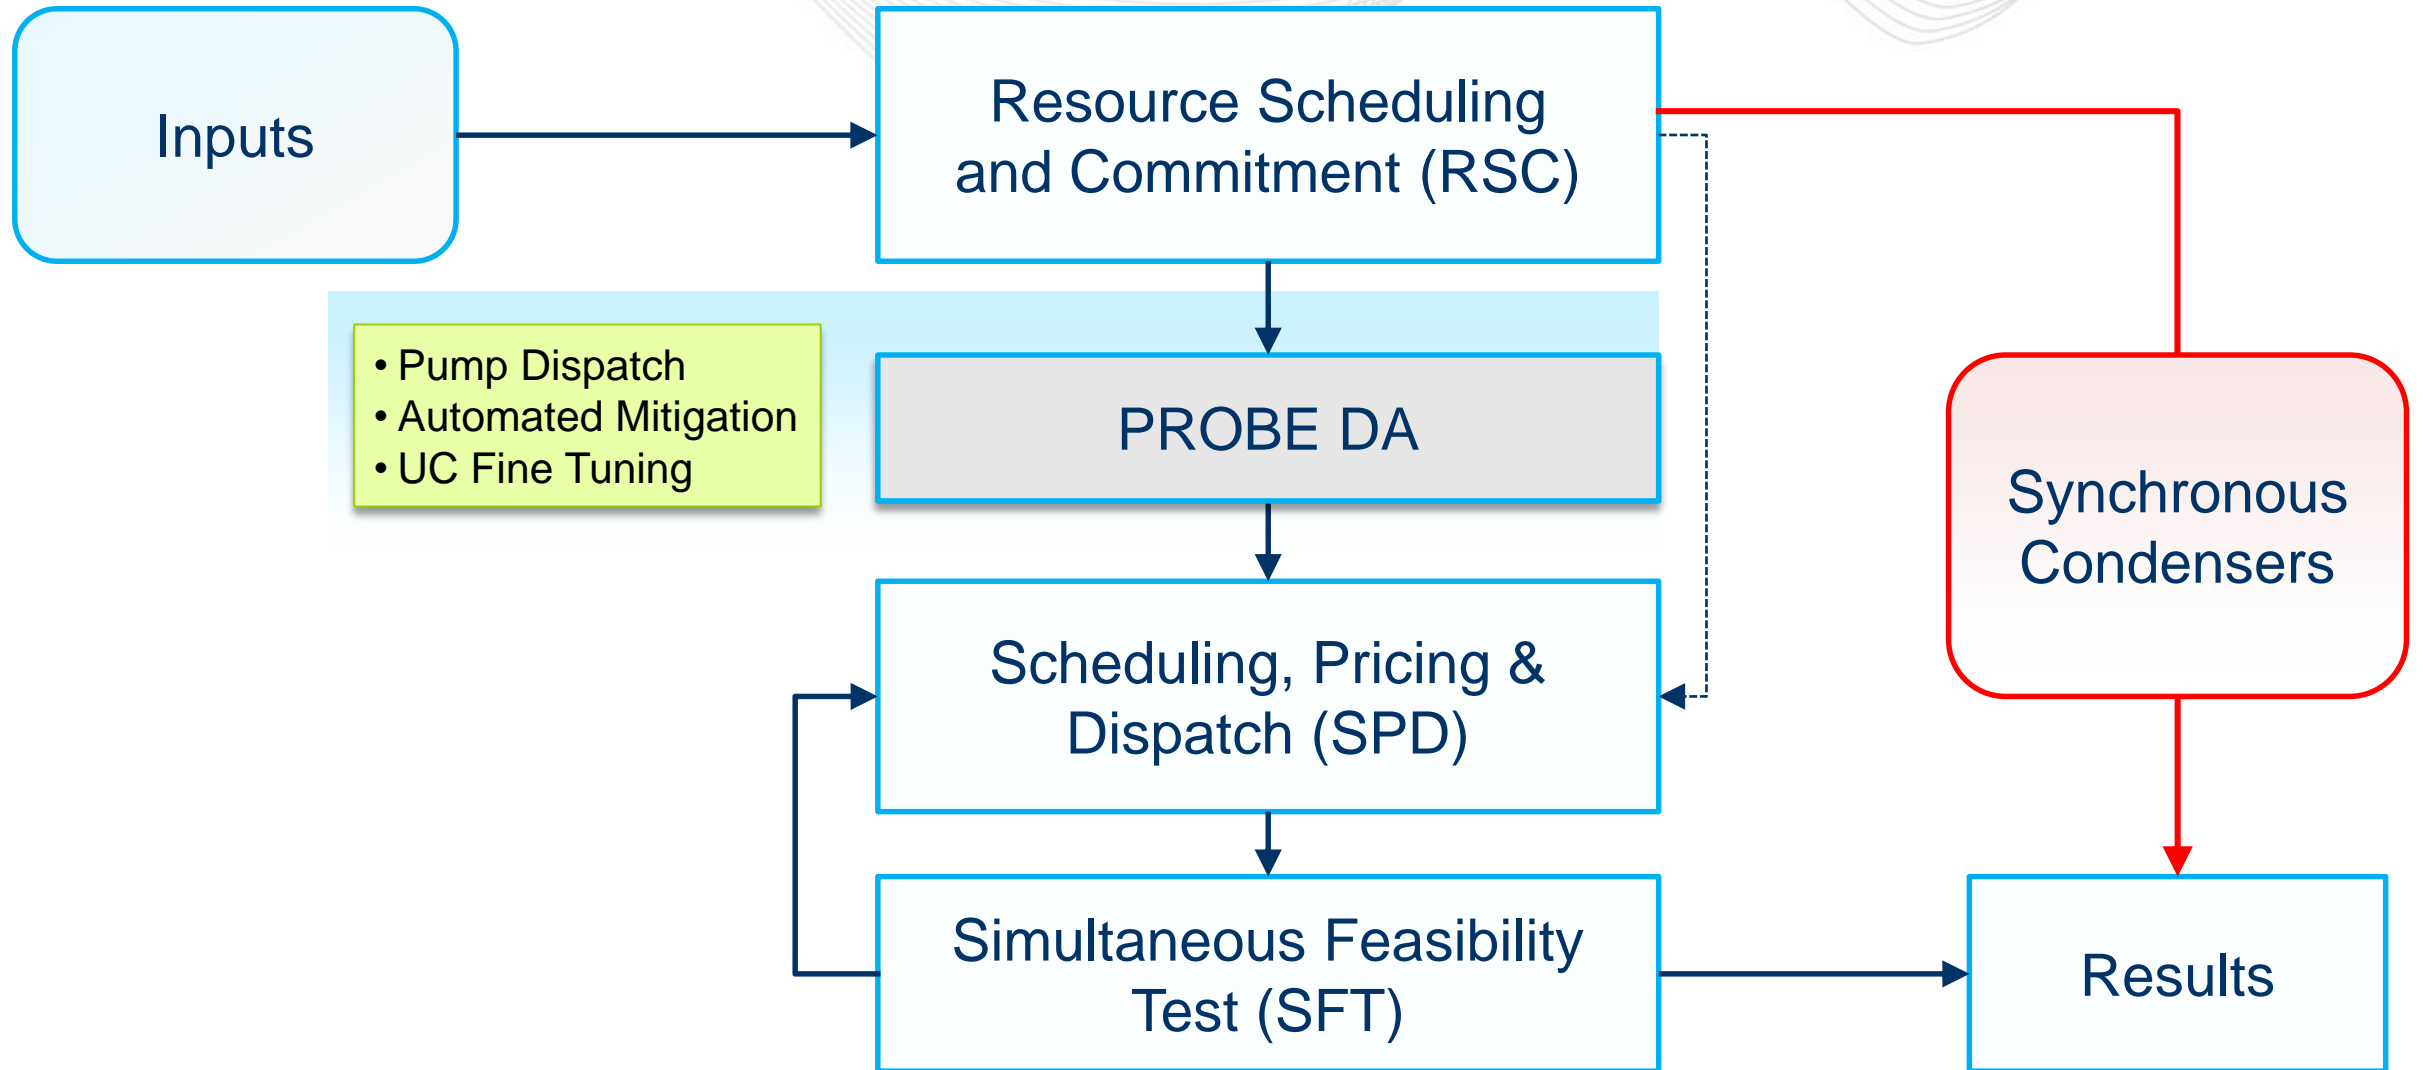 Inputs
Resource Scheduling
and Commitment (RSC)
• Pump Dispatch
• Automated Mitigation
• UC Fine Tuning
PROBE DA
Synchronous
Condensers
Scheduling, Pricing &
Dispatch (SPD)
Simultaneous Feasibility
Test (SFT)
Results